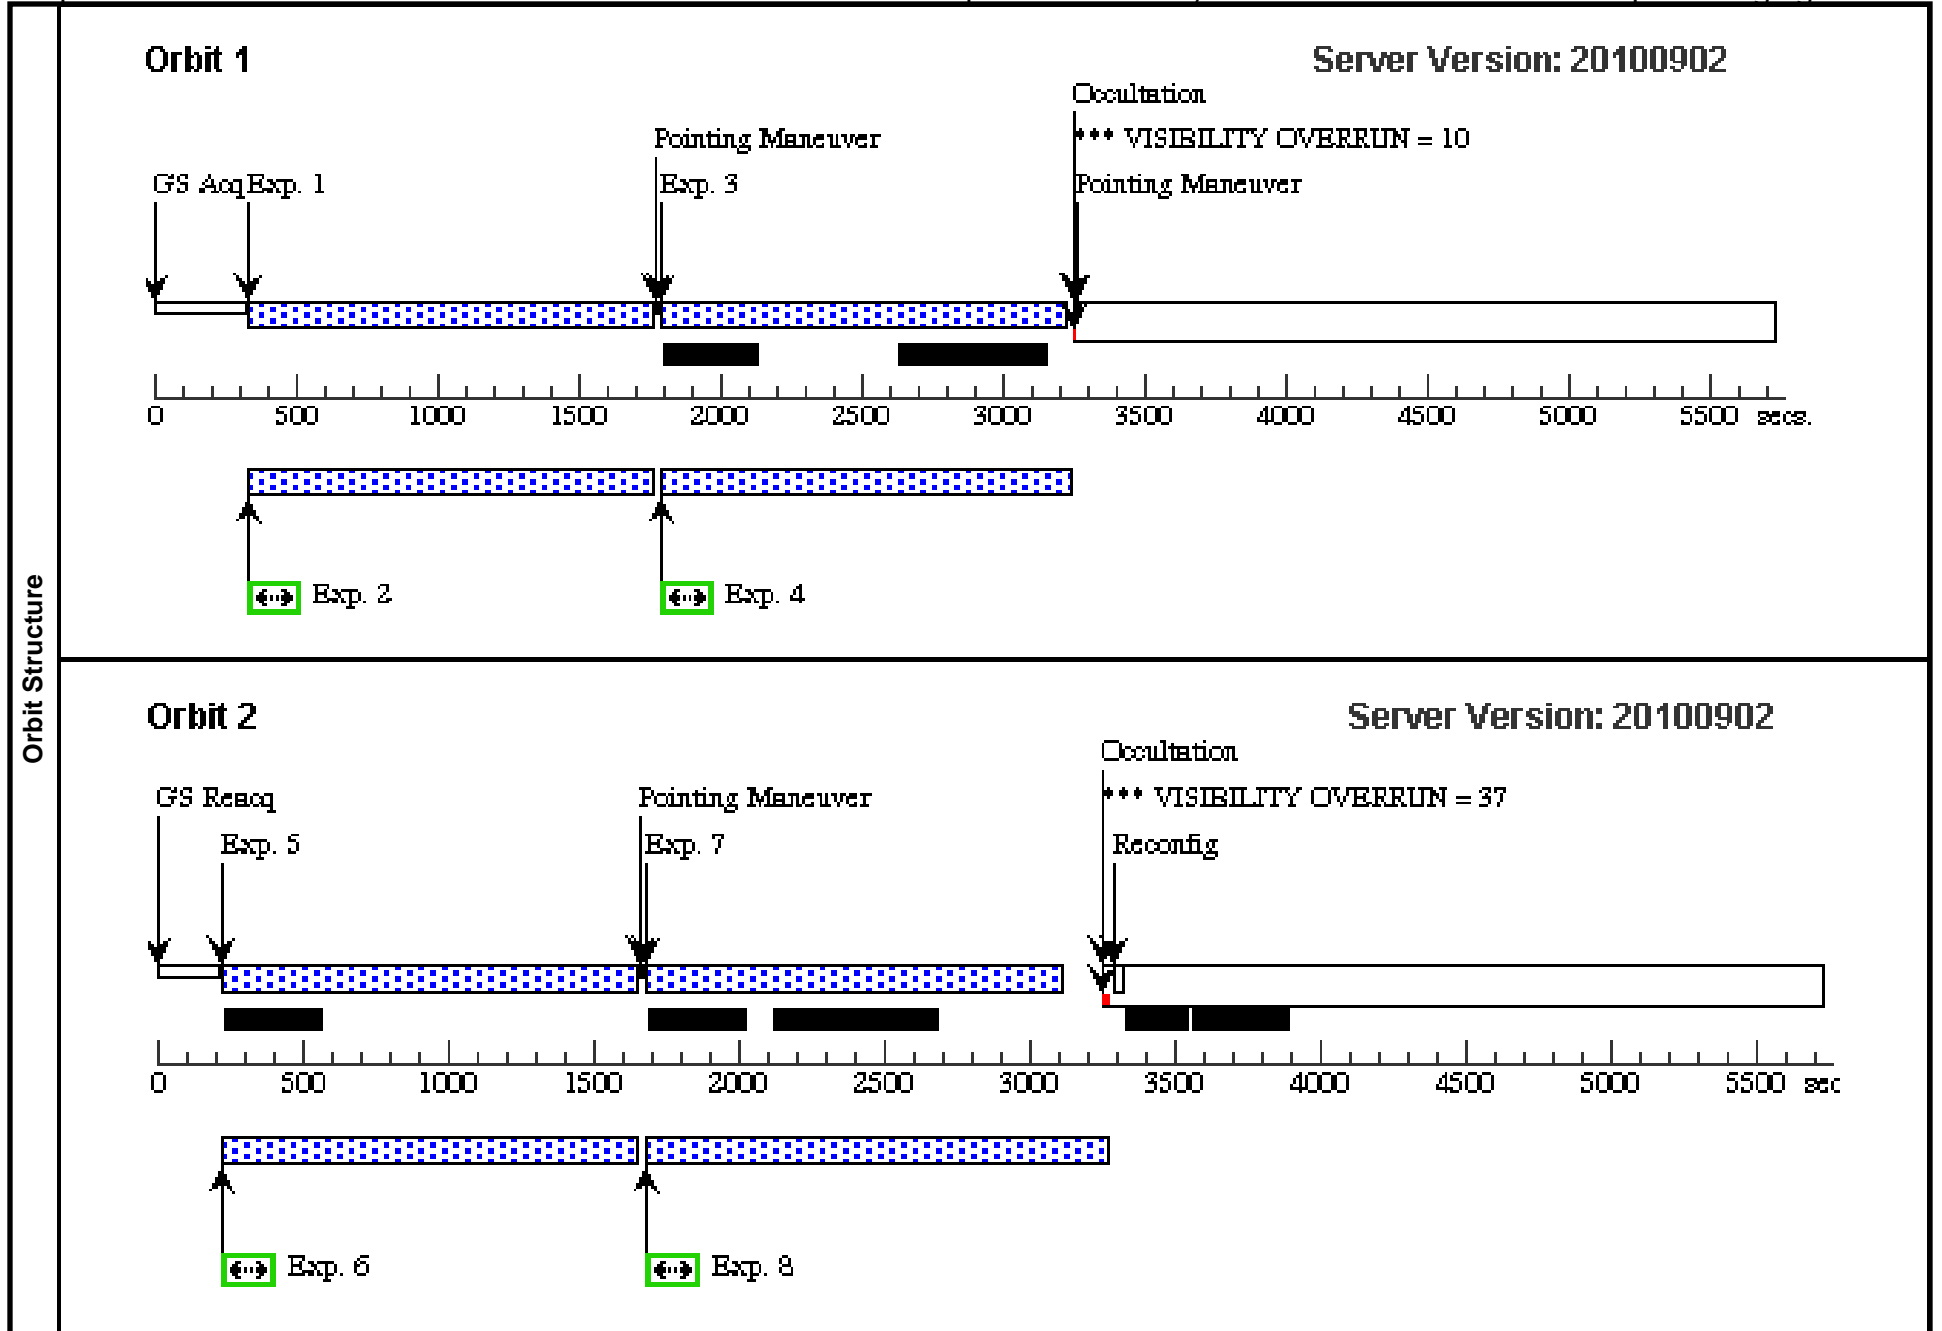 Orbit Structure
Orbit 1
Server Version: 20100902
Occultation
Pointing Maneuver
*** VISIBILITY OVERRUN = 10
GS Acq Exp. 1
Exp. 3
Pointing Maneuver
0 500 1000 1500 2000 2500 3000 3500 4000 4500 5000 5500 secs.
Exp. 2
Exp. 4
Orbit 2
Server Version: 20100902
Occultation
GS Reacq
Pointing Maneuver
*** VISIBILITY OVERRUN = 37
Exp. 5
Exp. 7
Reconfig
0 500 1000 1500 2000 2500 3000 3500 4000 4500 5000 5500 sec
Exp. 6
Exp. 8